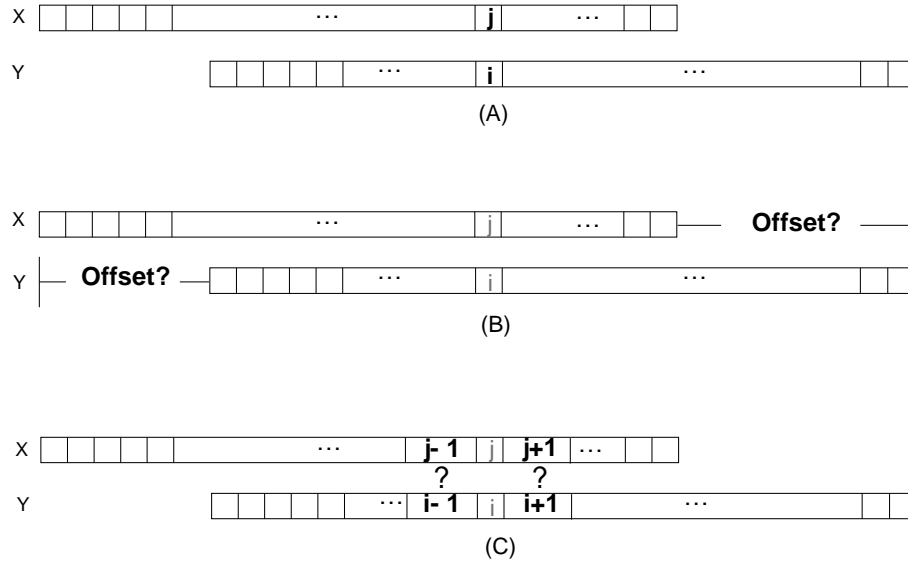 X ... j ...
Y ... i ...
(A)
X ... j ... Offset?
Y Offset? ... i ...
(B)
X ... j- 1 j j+1 ...
? ?
Y ... i- 1 i i+1 ...
(C)